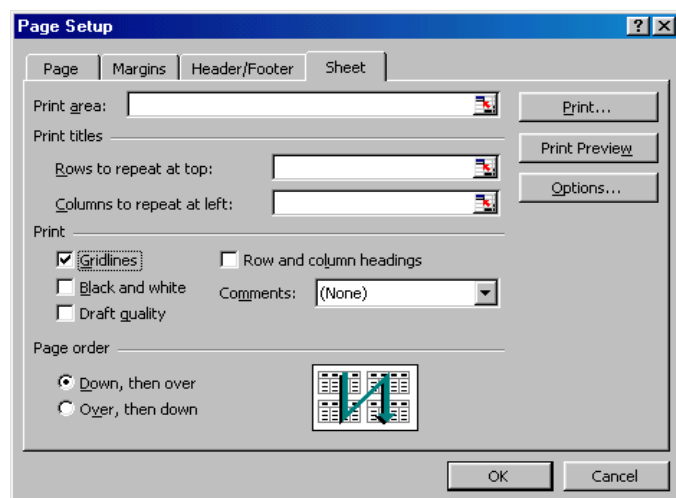 Page Setup
Page Margins Header/Footer Sheet
Print area:
Print...
Print titles
Print Preview
Rows to repeat at top:
Options...
Columns to repeat at left:
Print
Gridlines Row and column headings
Black and white Comments: (None)
Draft quality
Page order
Down, then over
Over, then down
OK Cancel